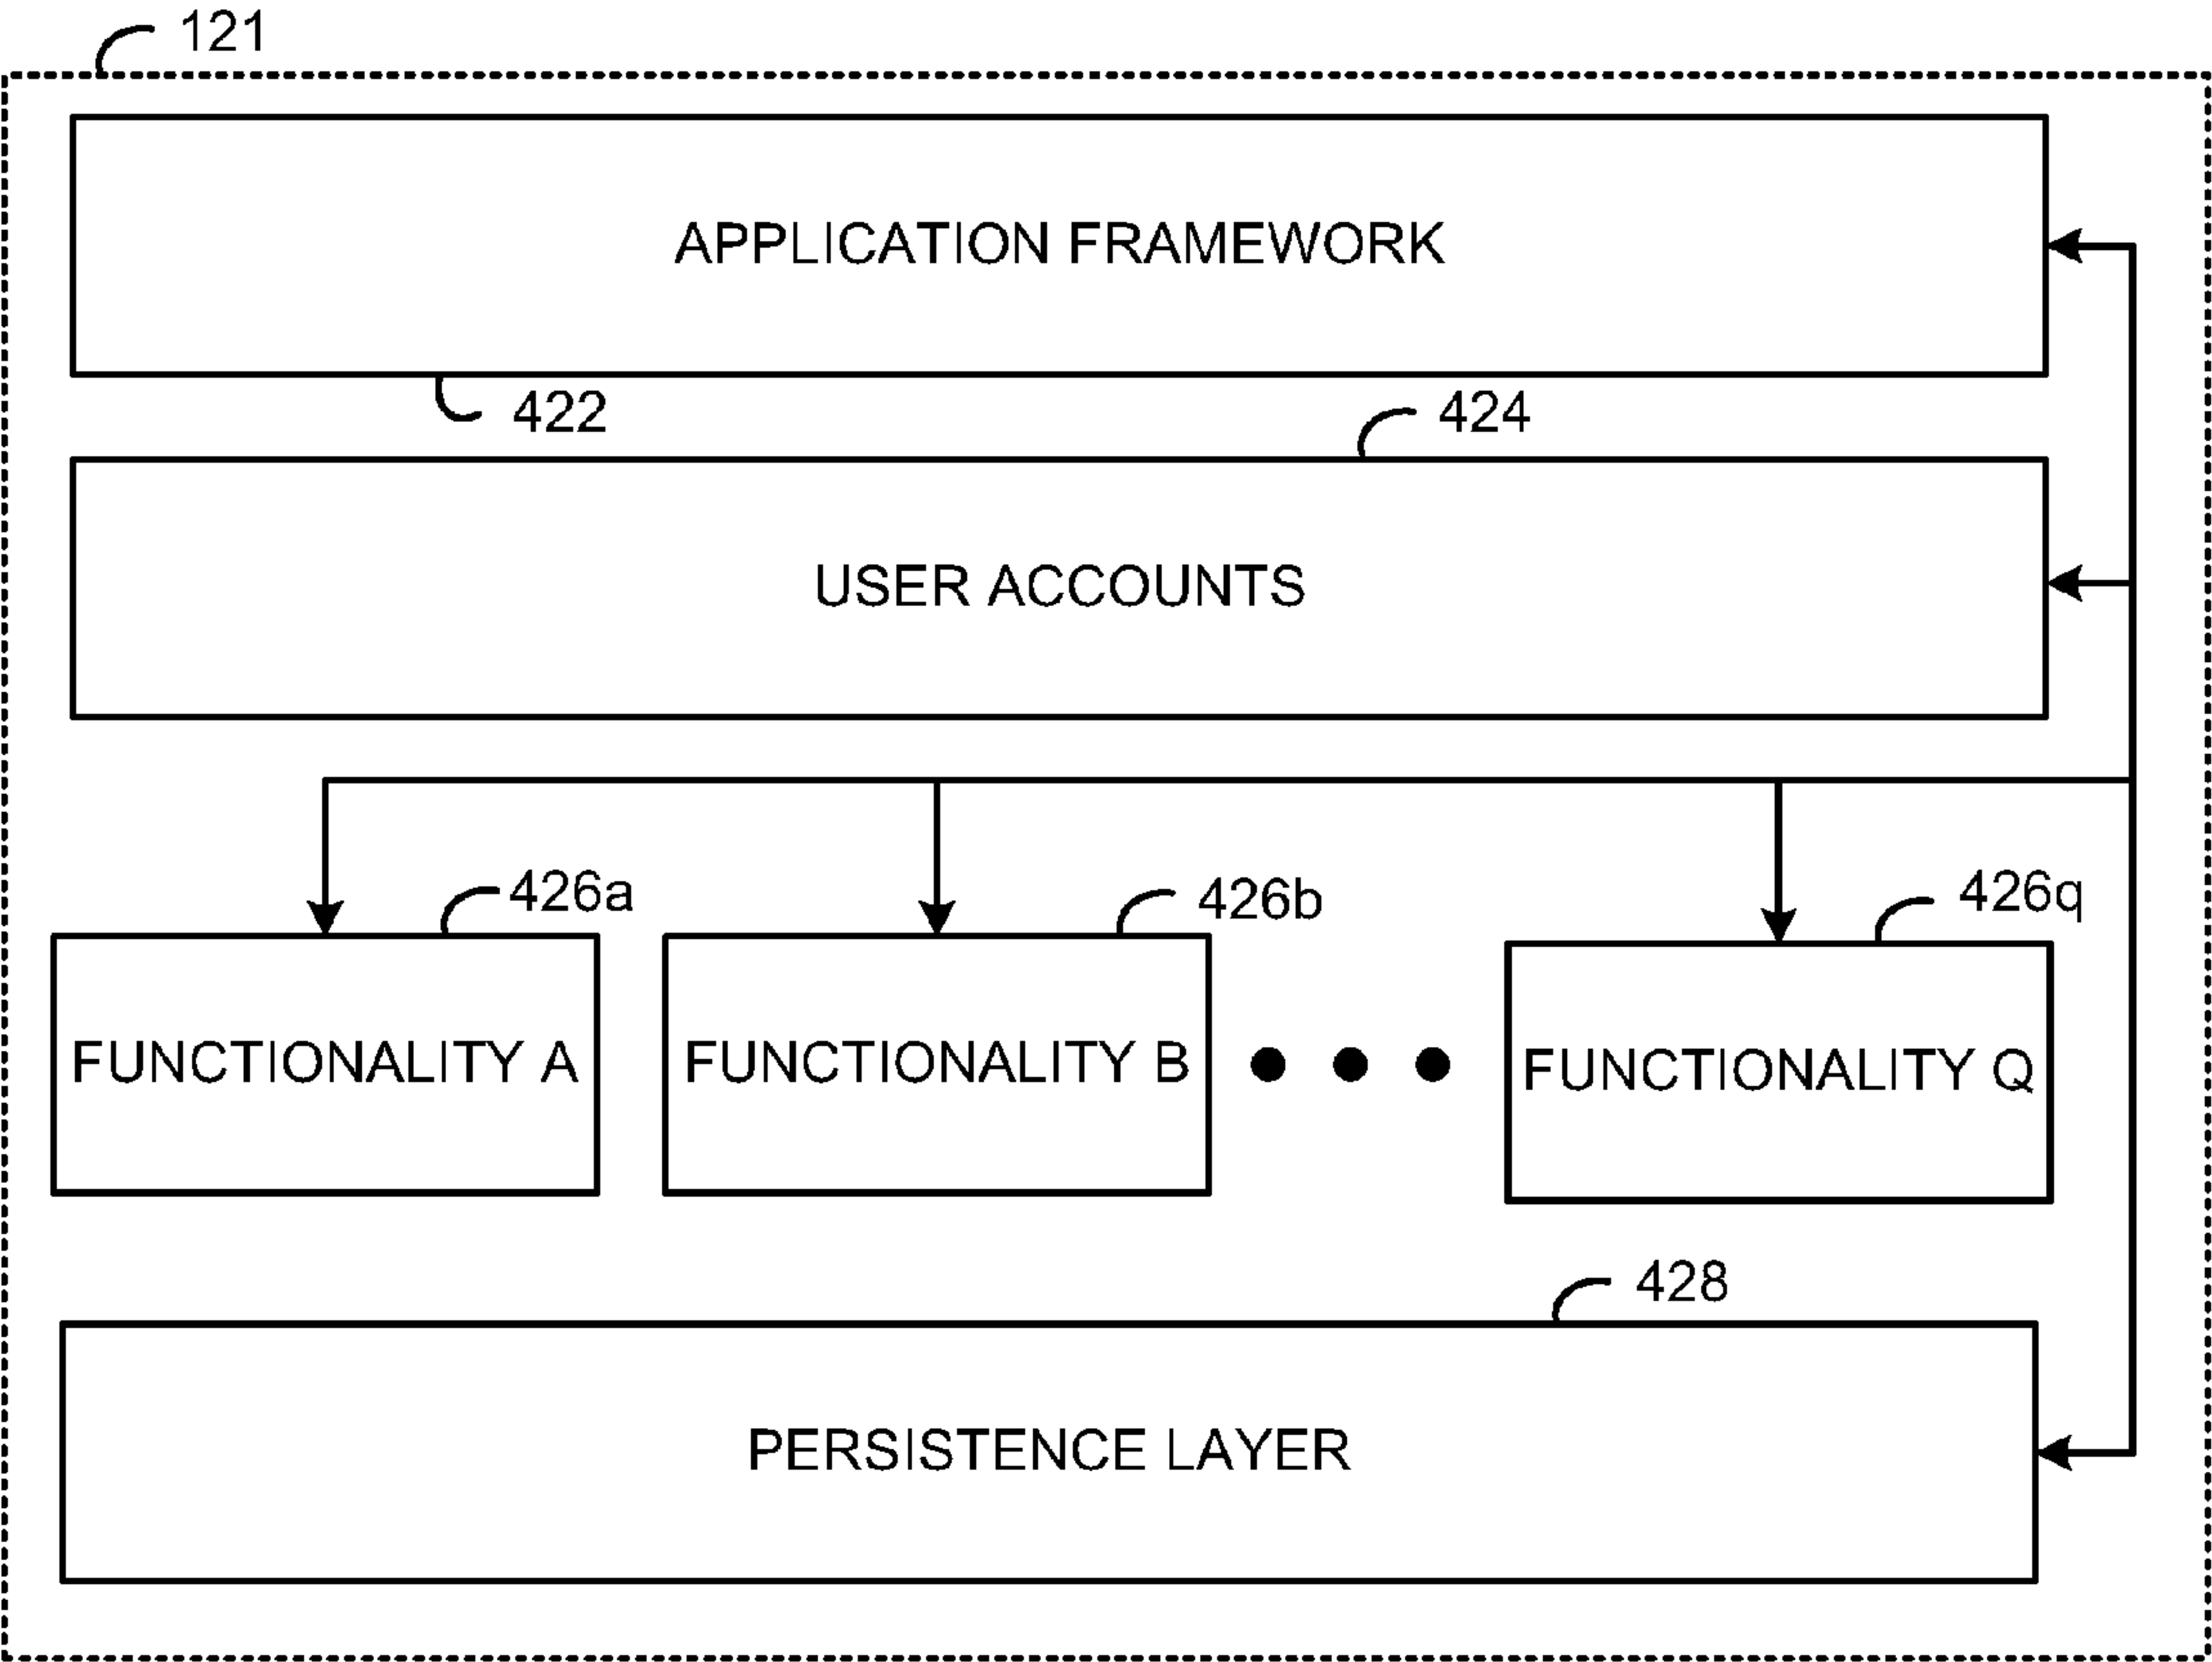 121
APPLICATION FRAMEWORK
422
424
USER ACCOUNTS
426a
426b
426q
FUNCTIONALITY A
FUNCTIONALITY B
FUNCTIONALITY Q
428
PERSISTENCE LAYER